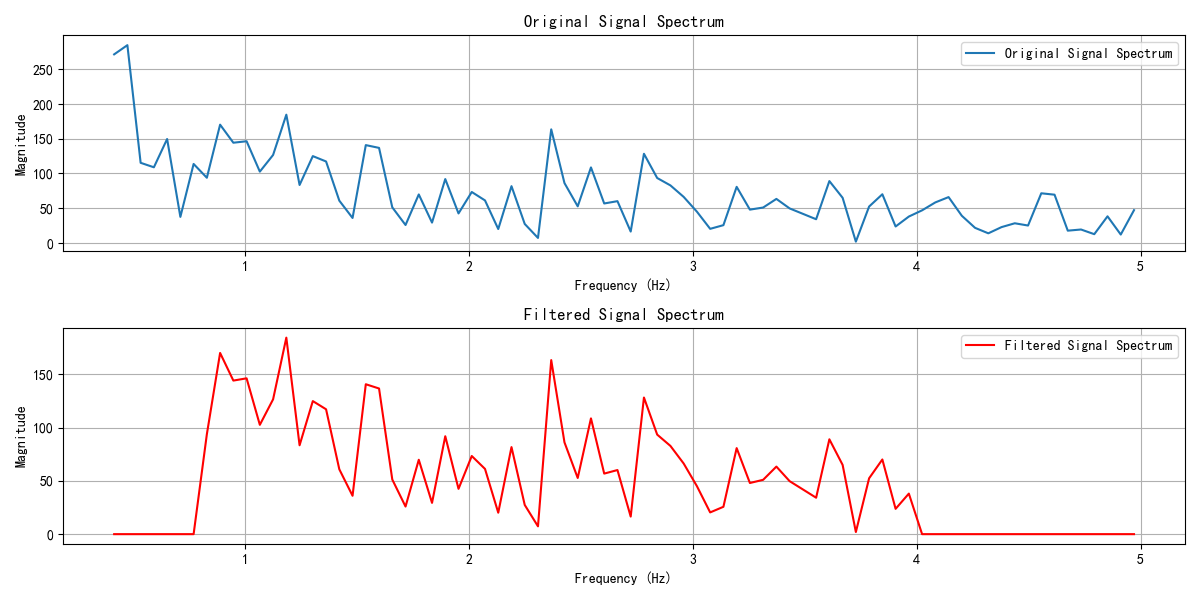 Original Signal Spectrum
Original Signal Spectrum
Magnitude
250
200
150
100
50
0
1 2 3 4 5
Frequency (Hz)
Filtered Signal Spectrum
Filtered Signal Spectrum
Magnitude
150
100
50
0
1 2 3 4 5
Frequency (Hz)